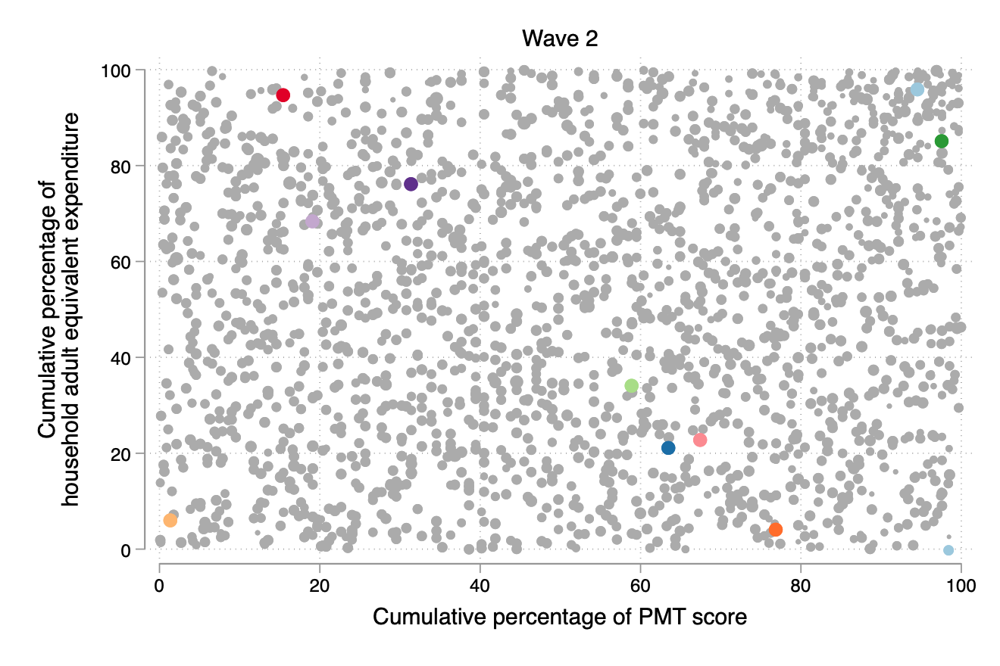 Wave 2
Cumulative percentage of
household adult equivalent expenditure
100
80
60
40
20
0
0 20 40 60 80 100
Cumulative percentage of PMT score